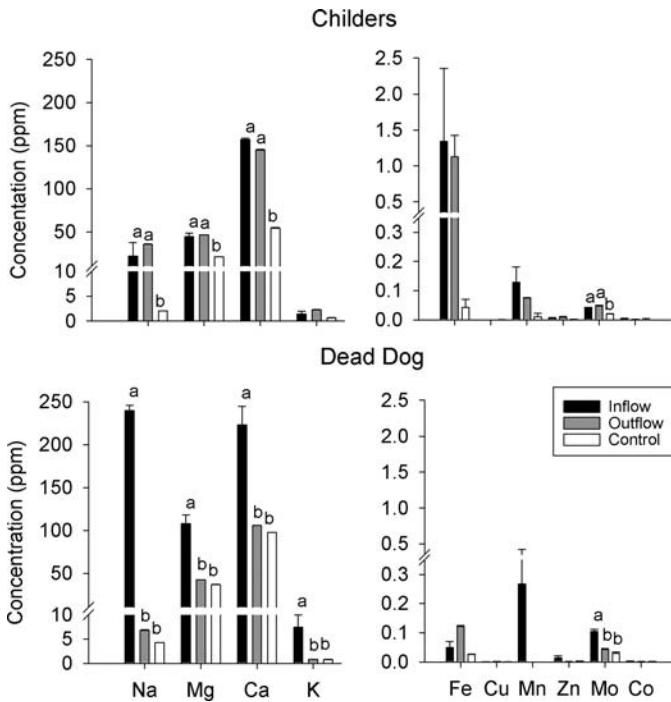 Childers
Concentation (ppm)
250
200
150
100
50
10
5
0
a a
b
a a
b
a a
b
2.5
2.0
1.5
1.0
0.5
0.3
0.2
0.1
0.0
a a b
Dead Dog
Concentration (ppm)
250
200
150
100
50
10
5
0
a
b b
a
b b
a
b b
a
b b
Na Mg Ca K
2.5
2.0
1.5
1.0
0.5
0.3
0.2
0.1
0.0
a
b b
Fe Cu Mn Zn Mo Co
Inflow
Outflow
Control